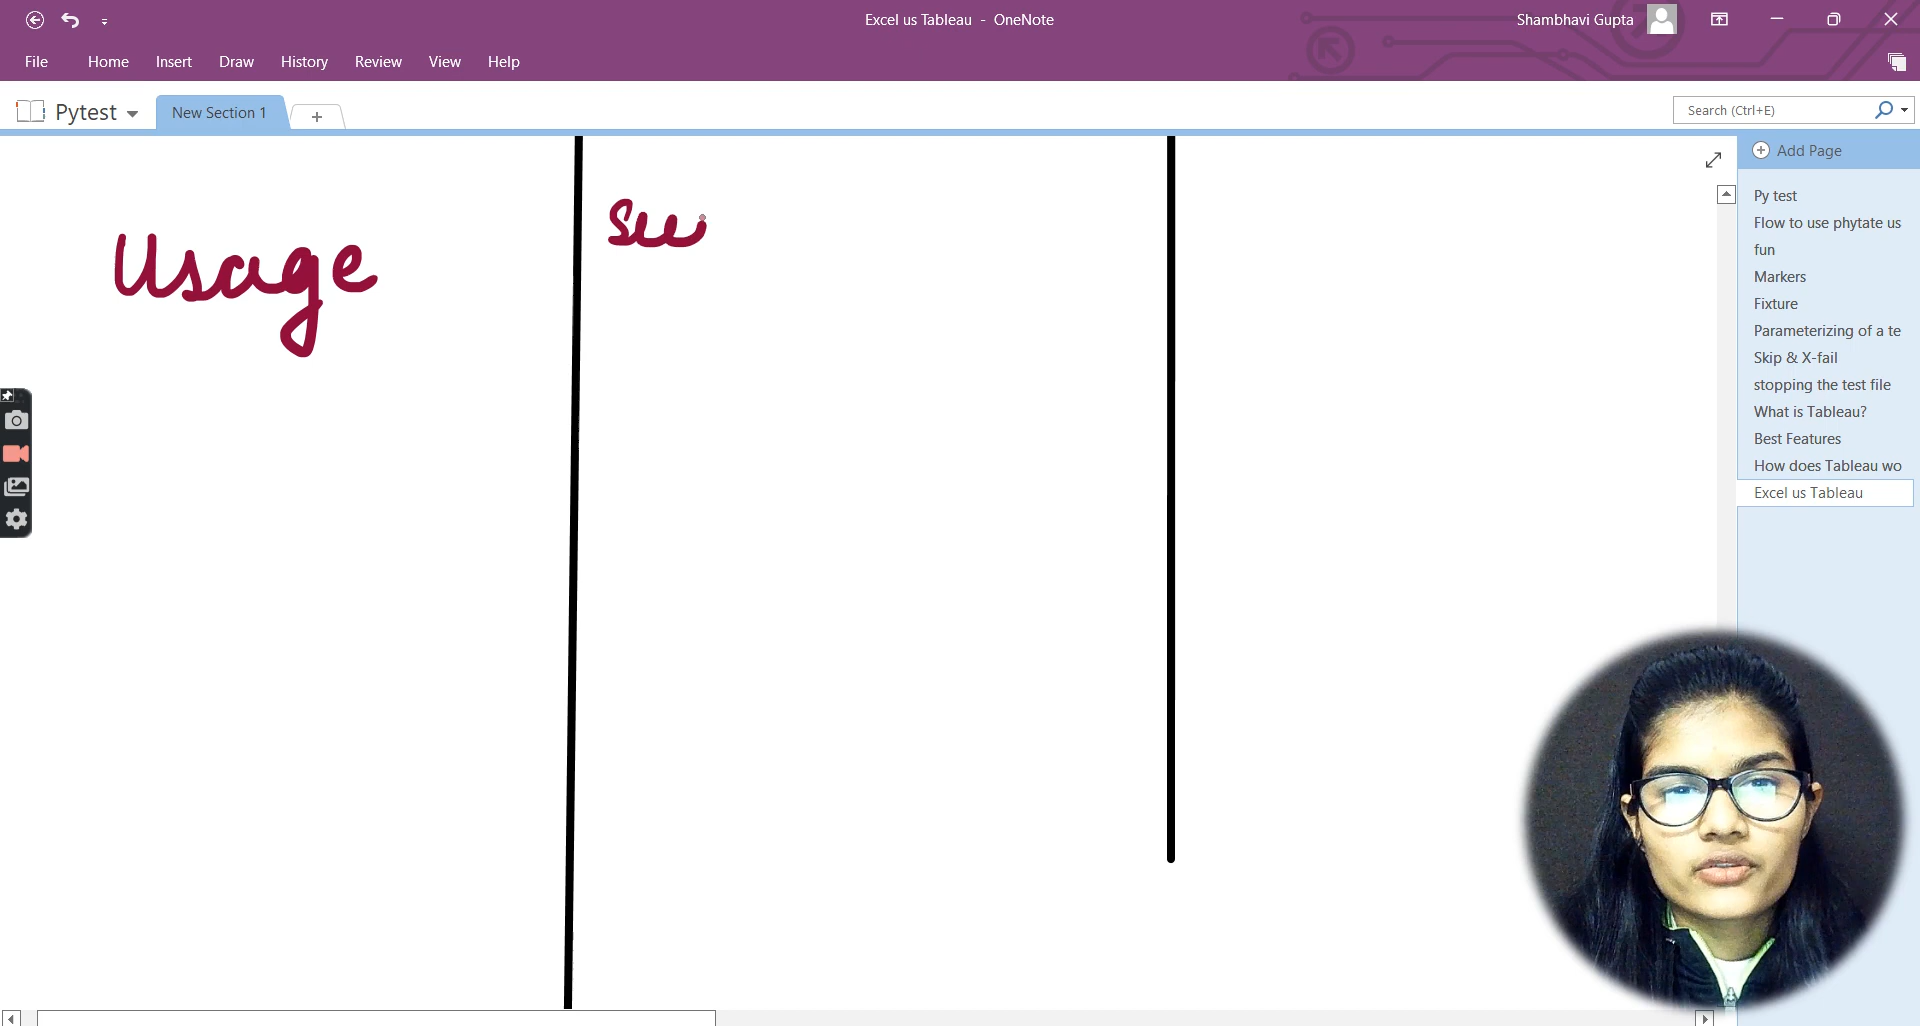 Excel us Tableau - OneNote
Shambhavi Gupta
File Home Insert Draw History Review View Help
Pytest
New Section 1
+
Search (Ctrl+E)
Add Page
Py test
Flow to use phytate us
fun
Markers
Fixture
Parameterizing of a te
Skip & X-fail
stopping the test file
What is Tableau?
Best Features
How does Tableau wo
Excel us Tableau
Usage